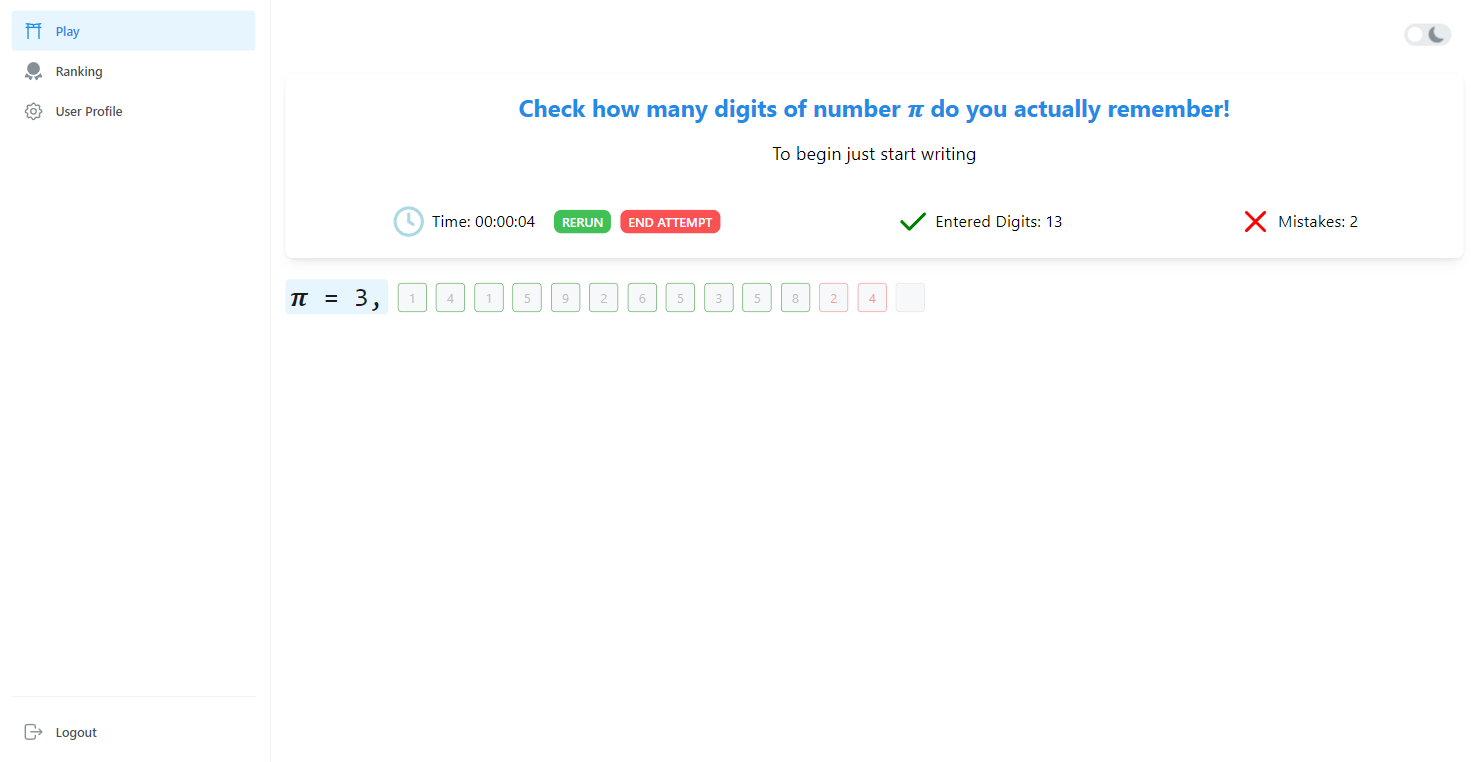 Play
Ranking
User Profile
Check how many digits of number π do you actually remember!
To begin just start writing
Time: 00:00:04 RERUN END ATTEMPT Entered Digits: 13 Mistakes: 2
π = 3, 1 4 1 5 9 2 6 5 3 5 8 2 4
Logout